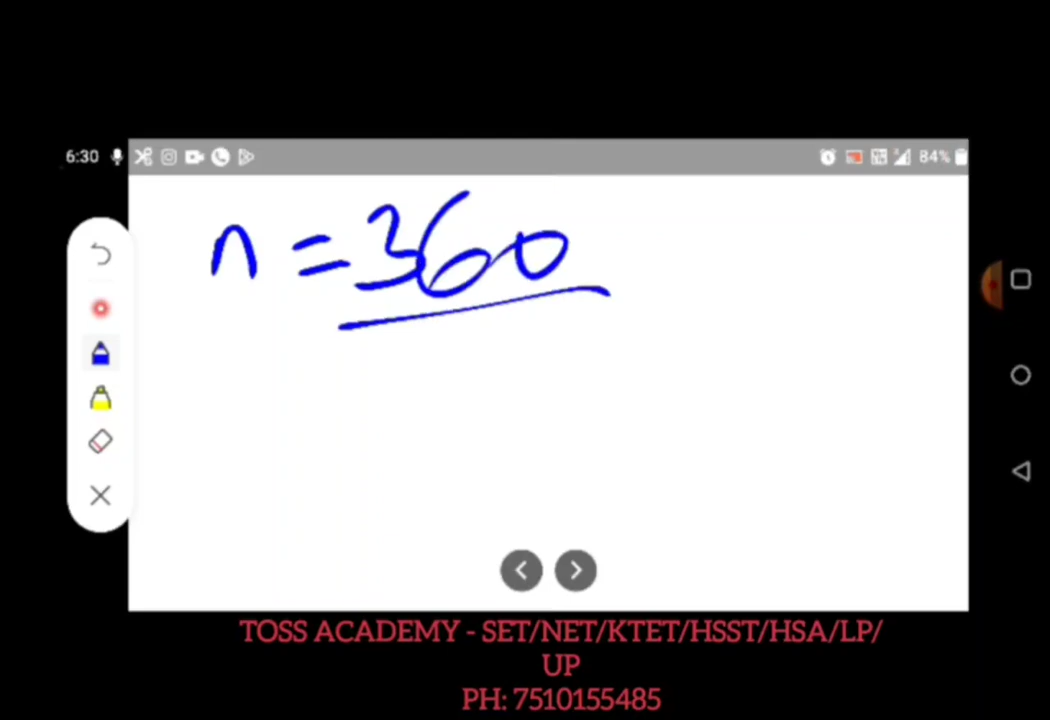 6:30
84%
n = 360
TOSS ACADEMY - SET/NET/KTET/HSST/HSA/LP/
UP
PH: 7510155485